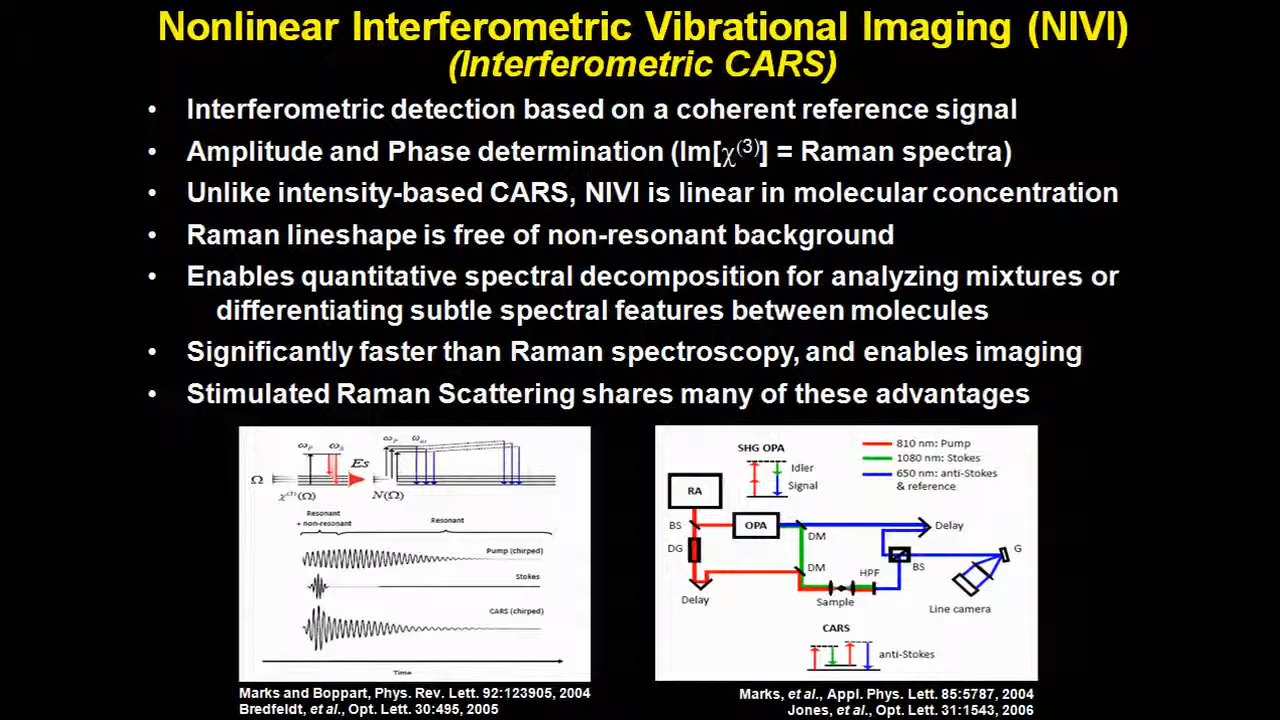 Nonlinear Interferometric Vibrational Imaging (NIVI)
(Interferometric CARS)
• Interferometric detection based on a coherent reference signal
• Amplitude and Phase determination (Im[χ(3)] = Raman spectra)
• Unlike intensity-based CARS, NIVI is linear in molecular concentration
• Raman lineshape is free of non-resonant background
• Enables quantitative spectral decomposition for analyzing mixtures or
differentiating subtle spectral features between molecules
• Significantly faster than Raman spectroscopy, and enables imaging
• Stimulated Raman Scattering shares many of these advantages
Ω
Es
χ(3)(Ω)
N(Ω)
Resonant
+ non-resonant
Resonant
Pump (chirped)
Stokes
CARS (chirped)
Time
SHG OPA
Idler
Signal
810 nm: Pump
1080 nm: Stokes
650 nm: anti-Stokes
& reference
RA
BS
OPA
DM
Delay
DG
DM
HPF
BS
G
Delay
Sample
Line camera
CARS
anti-Stokes
Marks and Boppart, Phys. Rev. Lett. 92:123905, 2004
Bredfeldt, et al., Opt. Lett. 30:495, 2005
Marks, et al., Appl. Phys. Lett. 85:5787, 2004
Jones, et al., Opt. Lett. 31:1543, 2006